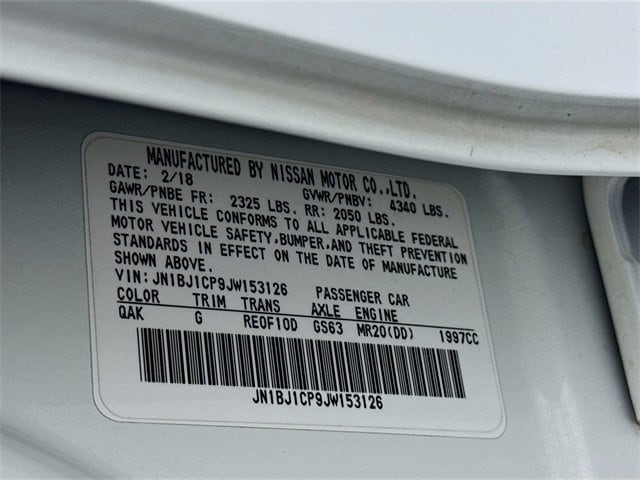 MANUFACTURED BY NISSAN MOTOR CO.,LTD.
DATE: 2/18 GVWR/PNBV: 4340 LBS.
GAWR/PNBE FR: 2325 LBS. RR: 2050 LBS.
THIS VEHICLE CONFORMS TO ALL APPLICABLE FEDERAL
MOTOR VEHICLE SAFETY,BUMPER,AND THEFT PREVENTION
STANDARDS IN EFFECT ON THE DATE OF MANUFACTURE
SHOWN ABOVE.
VIN: JN1BJ1CP9JW153126 PASSENGER CAR
COLOR TRIM TRANS AXLE ENGINE
QAK G RE0F10D GS63 MR20(DD) 1997CC
JN1BJ1CP9JW153126